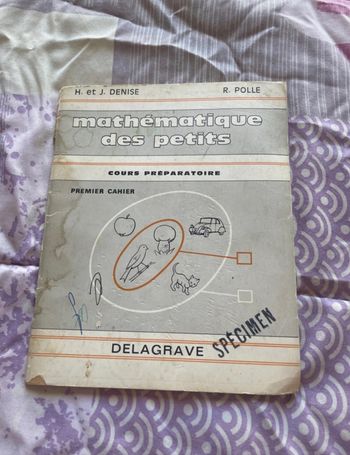 H. et J. DENISE R. POLLE
mathématique
des petits
COURS PRÉPARATOIRE
PREMIER CAHIER
DELAGRAVE
SPÉCIMEN